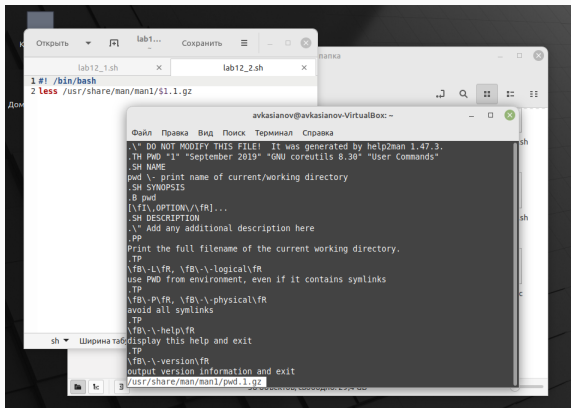 Открыть
lab1...
Сохранить
lab12_1.sh
lab12_2.sh
1 #! /bin/bash
2 less /usr/share/man/man1/$1.1.gz
папка
avkasianov@avkasianov-VirtualBox: ~
Файл Правка Вид Поиск Терминал Справка
.\" DO NOT MODIFY THIS FILE!  It was generated by help2man 1.47.3.
.TH PWD "1" "September 2019" "GNU coreutils 8.30" "User Commands"
.SH NAME
pwd \- print name of current/working directory
.SH SYNOPSIS
.B pwd
[\fI\,OPTION\/\fR]...
.SH DESCRIPTION
.\" Add any additional description here
.PP
Print the full filename of the current working directory.
.TP
\fB\-L\fR, \fB\-\-logical\fR
use PWD from environment, even if it contains symlinks
.TP
\fB\-P\fR, \fB\-\-physical\fR
avoid all symlinks
.TP
\fB\-\-help\fR
display this help and exit
.TP
\fB\-\-version\fR
output version information and exit
/usr/share/man/man1/pwd.1.gz
sh
sh
c
sh
Ширина таб
Дом